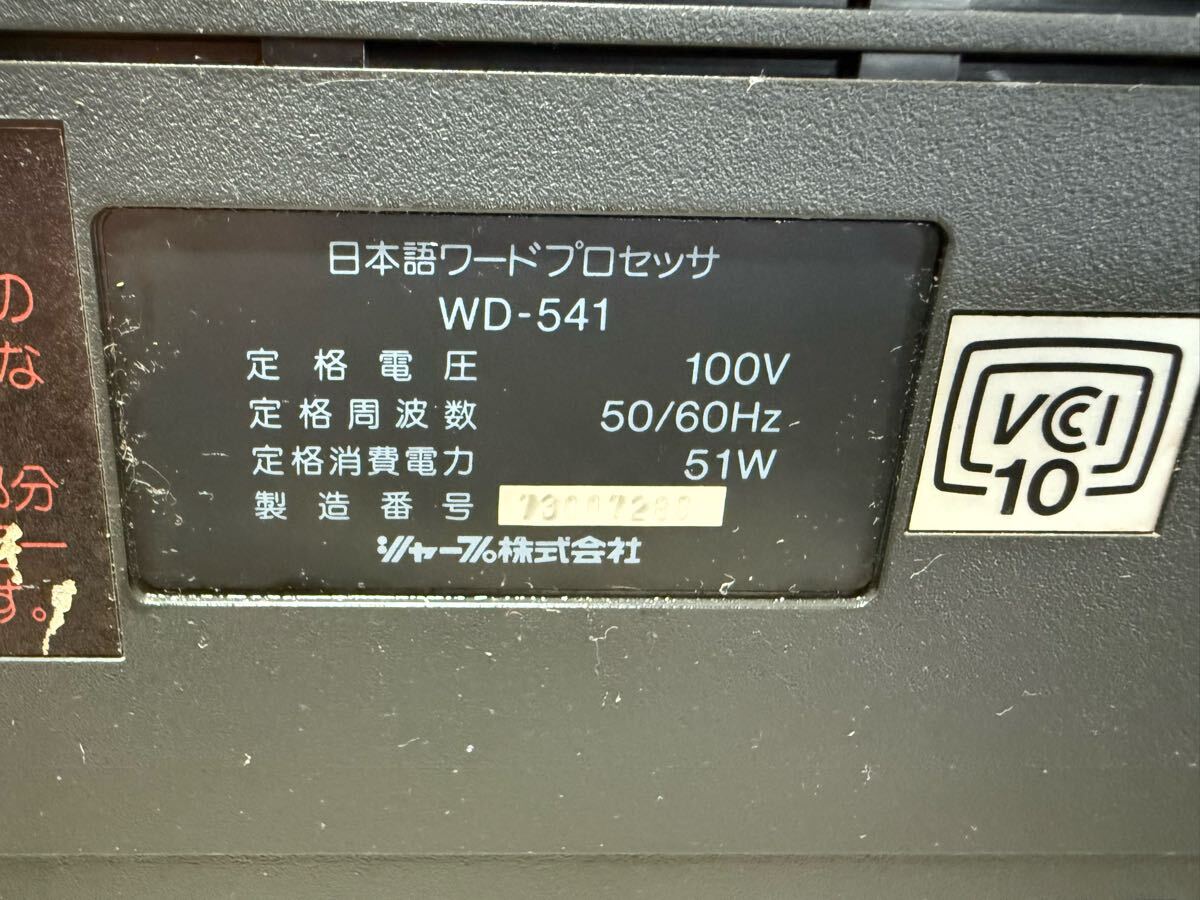 の
な
分
ー
す。
日本語ワードプロセッサ
WD-541
定格電圧 100V
定格周波数 50/60Hz
定格消費電力 51W
製造番号
シャープ株式会社
VCCI
10